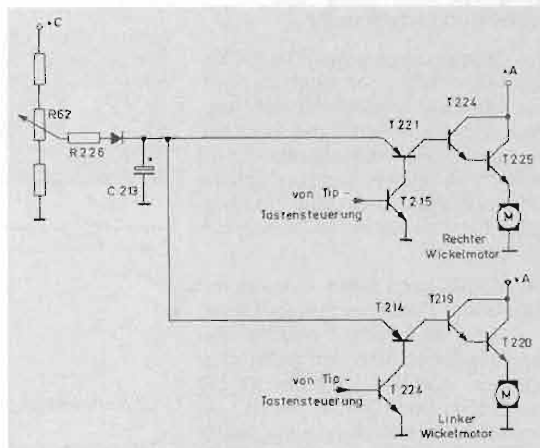 +C
R62
R226
C 213
+
+A
T 221
T 224
T 225
von Tip -
Tastensteuerung
T 215
M
Rechter
Wickelmotor
+A
T 214
T 219
T 220
von Tip -
Tastensteuerung
T 224
M
Linker
Wickelmotor